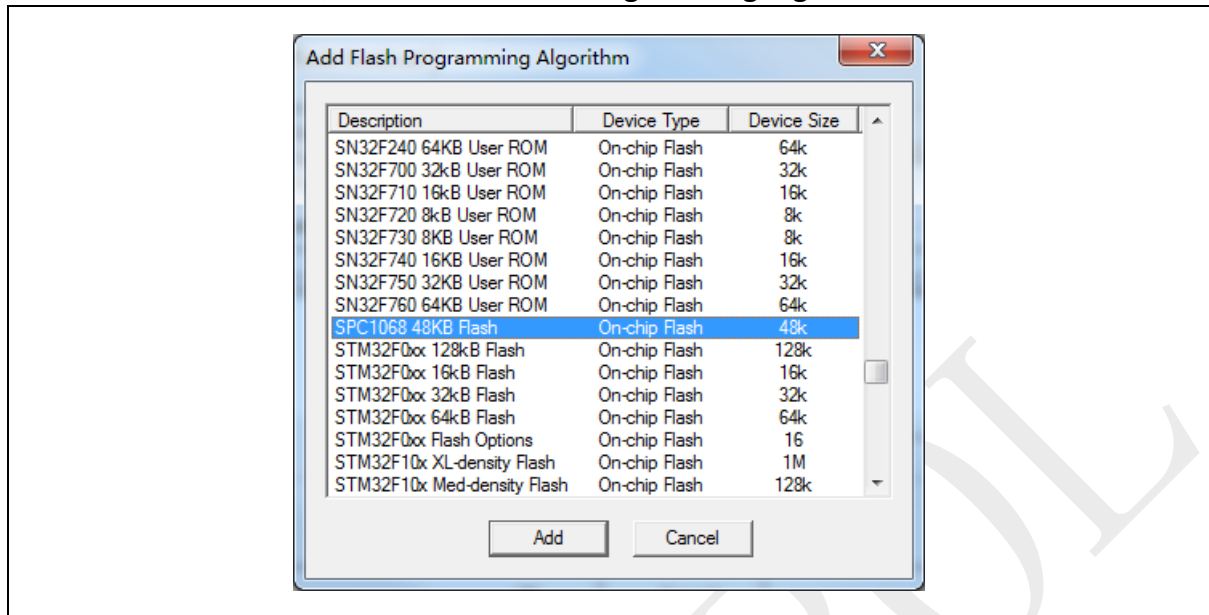 Add Flash Programming Algorithm
Description Device Type Device Size
SN32F240 64KB User ROM On-chip Flash 64k
SN32F700 32kB User ROM On-chip Flash 32k
SN32F710 16kB User ROM On-chip Flash 16k
SN32F720 8kB User ROM On-chip Flash 8k
SN32F730 8KB User ROM On-chip Flash 8k
SN32F740 16KB User ROM On-chip Flash 16k
SN32F750 32KB User ROM On-chip Flash 32k
SN32F760 64KB User ROM On-chip Flash 64k
SPC1068 48KB Flash On-chip Flash 48k
STM32F0xx 128kB Flash On-chip Flash 128k
STM32F0xx 16kB Flash On-chip Flash 16k
STM32F0xx 32kB Flash On-chip Flash 32k
STM32F0xx 64kB Flash On-chip Flash 64k
STM32F0xx Flash Options On-chip Flash 16
STM32F10x XL-density Flash On-chip Flash 1M
STM32F10x Med-density Flash On-chip Flash 128k
Add Cancel